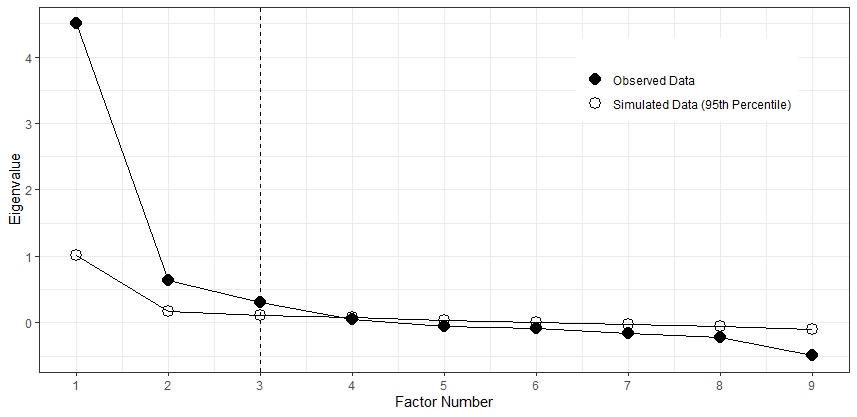 4
3
2
1
0
Eigenvalue
Observed Data
Simulated Data (95th Percentile)
1 2 3 4 5 6 7 8 9
Factor Number